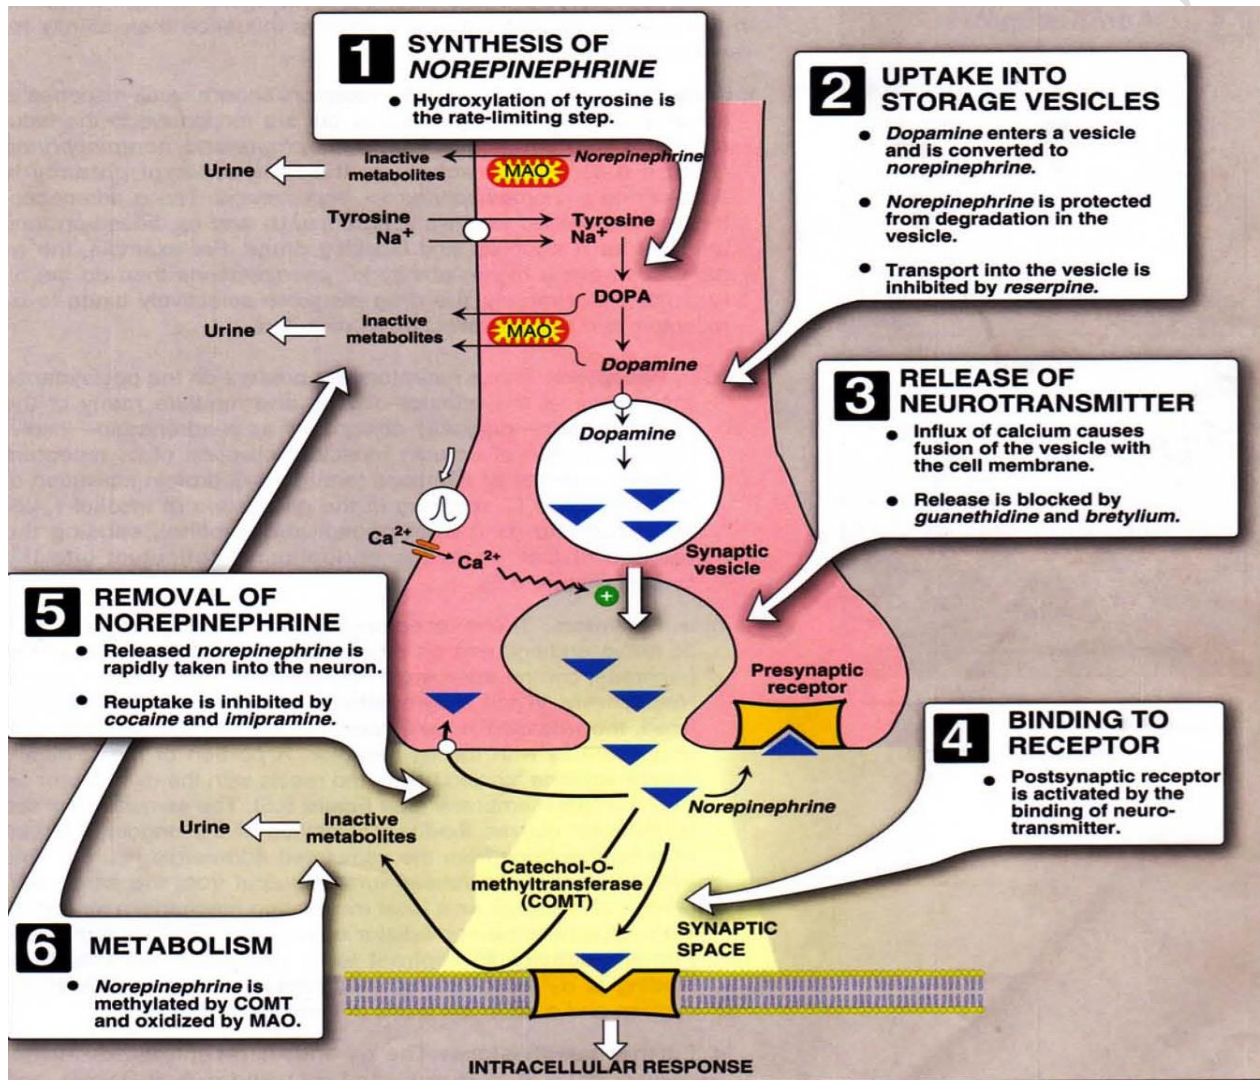 1
SYNTHESIS OF
NOREPINEPHRINE
• Hydroxylation of tyrosine is
the rate-limiting step.
2
UPTAKE INTO
STORAGE VESICLES
• Dopamine enters a vesicle
and is converted to
norepinephrine.
• Norepinephrine is protected
from degradation in the
vesicle.
• Transport into the vesicle is
inhibited by reserpine.
Urine
Inactive
metabolites
MAO
Norepinephrine
Tyrosine
Na+
Tyrosine
Na+
DOPA
Urine
Inactive
metabolites
MAO
Dopamine
Dopamine
Synaptic
vesicle
3
RELEASE OF
NEUROTRANSMITTER
• Influx of calcium causes
fusion of the vesicle with
the cell membrane.
• Release is blocked by
guanethidine and bretylium.
Ca2+
Ca2+
+
5
REMOVAL OF
NOREPINEPHRINE
• Released norepinephrine is
rapidly taken into the neuron.
• Reuptake is inhibited by
cocaine and imipramine.
Presynaptic
receptor
4
BINDING TO
RECEPTOR
• Postsynaptic receptor
is activated by the
binding of neuro-
transmitter.
Norepinephrine
Urine
Inactive
metabolites
Catechol-O-
methyltransferase
(COMT)
SYNAPTIC
SPACE
6
METABOLISM
• Norepinephrine is
methylated by COMT
and oxidized by MAO.
INTRACELLULAR RESPONSE